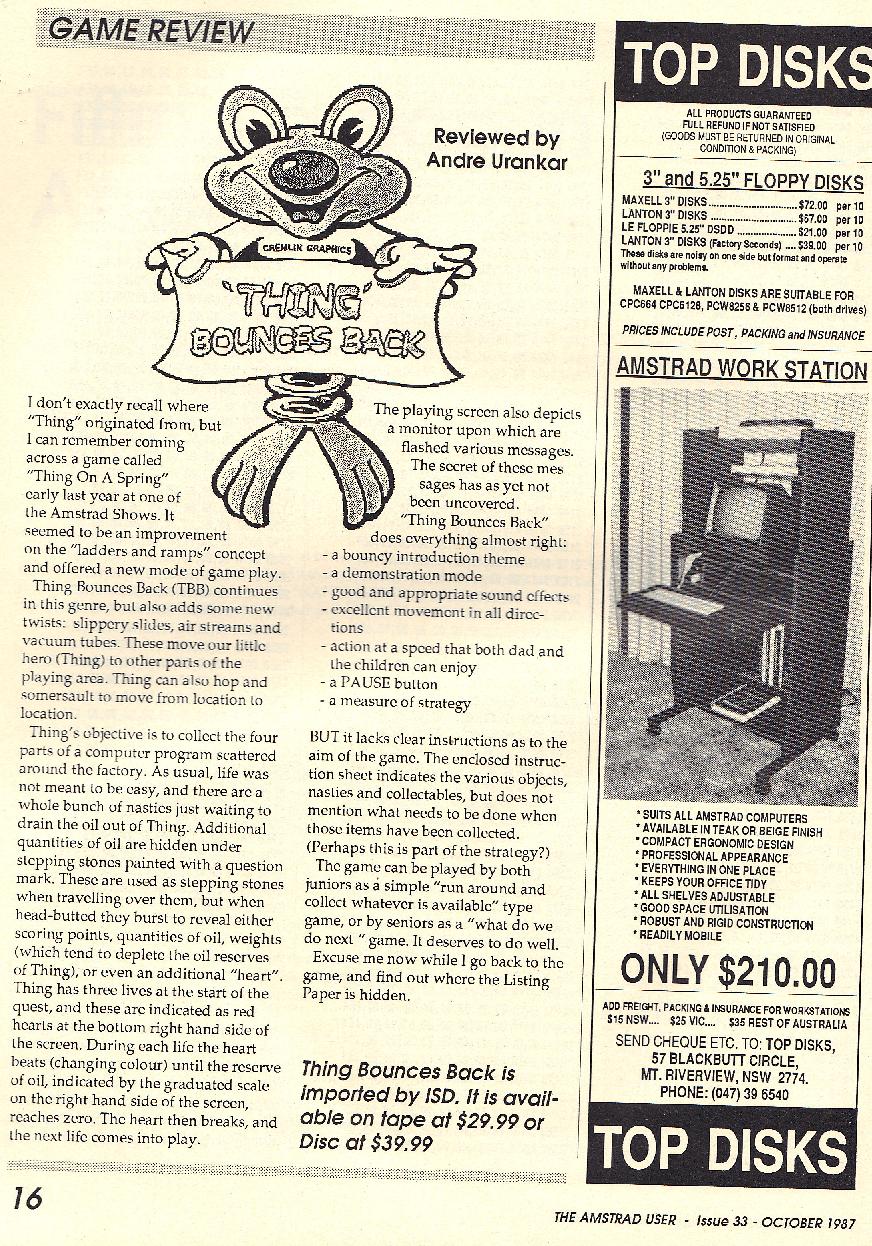 GAME REVIEW
Reviewed by
Andre Urankar
GREMLIN GRAPHICS
'THING'
BOUNCES BACK
I don't exactly recall where
"Thing" originated from, but
I can remember coming
across a game called
"Thing On A Spring"
early last year at one of
the Amstrad Shows. It
seemed to be an improvement
on the "ladders and ramps" concept
and offered a new mode of game play.
Thing Bounces Back (TBB) continues
in this genre, but also adds some new
twists: slippery slides, air streams and
vacuum tubes. These move our little
hero (Thing) to other parts of the
playing area. Thing can also hop and
somersault to move from location to
location.
Thing's objective is to collect the four
parts of a computer program scattered
around the factory. As usual, life was
not meant to be easy, and there are a
whole bunch of nasties just waiting to
drain the oil out of Thing. Additional
quantities of oil are hidden under
stepping stones painted with a question
mark. These are used as stepping stones
when travelling over them, but when
head-butted they burst to reveal either
scoring points, quantities of oil, weights
(which tend to deplete the oil reserves
of Thing), or even an additional "heart".
Thing has three lives at the start of the
quest, and these are indicated as red
hearts at the bottom right hand side of
the screen. During each life the heart
beats (changing colour) until the reserve
of oil, indicated by the graduated scale
on the right hand side of the screen,
reaches zero. The heart then breaks, and
the next life comes into play.
The playing screen also depicts
a monitor upon which are
flashed various messages.
The secret of these mes
sages has as yet not
been uncovered.
"Thing Bounces Back"
does everything almost right:
- a bouncy introduction theme
- a demonstration mode
- good and appropriate sound effects
- excellent movement in all direc-
tions
- action at a speed that both dad and
the children can enjoy
- a PAUSE button
- a measure of strategy
BUT it lacks clear instructions as to the
aim of the game. The enclosed instruc-
tion sheet indicates the various objects,
nasties and collectables, but does not
mention what needs to be done when
those items have been collected.
(Perhaps this is part of the strategy?)
The game can be played by both
juniors as a simple "run around and
collect whatever is available" type
game, or by seniors as a "what do we
do next " game. It deserves to do well.
Excuse me now while I go back to the
game, and find out where the Listing
Paper is hidden.
Thing Bounces Back is
imported by ISD. It is avail-
able on tape at $29.99 or
Disc at $39.99
TOP DISKS
ALL PRODUCTS GUARANTEED
FULL REFUND IF NOT SATISFIED
(GOODS MUST BE RETURNED IN ORIGINAL
CONDITION & PACKING)
3" and 5.25" FLOPPY DISKS
MAXELL 3" DISKS.............................$72.00 per 10
LANTON 3" DISKS ............................$67.00 per 10
LE FLOPPIE 5.25" DSDD ....................$21.00 per 10
LANTON 3" DISKS (Factory Seconds) ....$39.00 per 10
These disks are noisy on one side but format and operate
without any problems.
MAXELL & LANTON DISKS ARE SUITABLE FOR
CPC664 CPC6128, PCW8256 & PCW8512 (both drives)
PRICES INCLUDE POST, PACKING and INSURANCE
AMSTRAD WORK STATION
* SUITS ALL AMSTRAD COMPUTERS
* AVAILABLE IN TEAK OR BEIGE FINISH
* COMPACT ERGONOMIC DESIGN
* PROFESSIONAL APPEARANCE
* EVERYTHING IN ONE PLACE
* KEEPS YOUR OFFICE TIDY
* ALL SHELVES ADJUSTABLE
* GOOD SPACE UTILISATION
* ROBUST AND RIGID CONSTRUCTION
* READILY MOBILE
ONLY $210.00
ADD FREIGHT, PACKING & INSURANCE FOR WORKSTATIONS
$15 NSW.... $25 VIC.... $35 REST OF AUSTRALIA
SEND CHEQUE ETC. TO: TOP DISKS,
57 BLACKBUTT CIRCLE,
MT. RIVERVIEW, NSW 2774.
PHONE: (047) 39 6540
TOP DISKS
16
THE AMSTRAD USER - Issue 33 - OCTOBER 1987